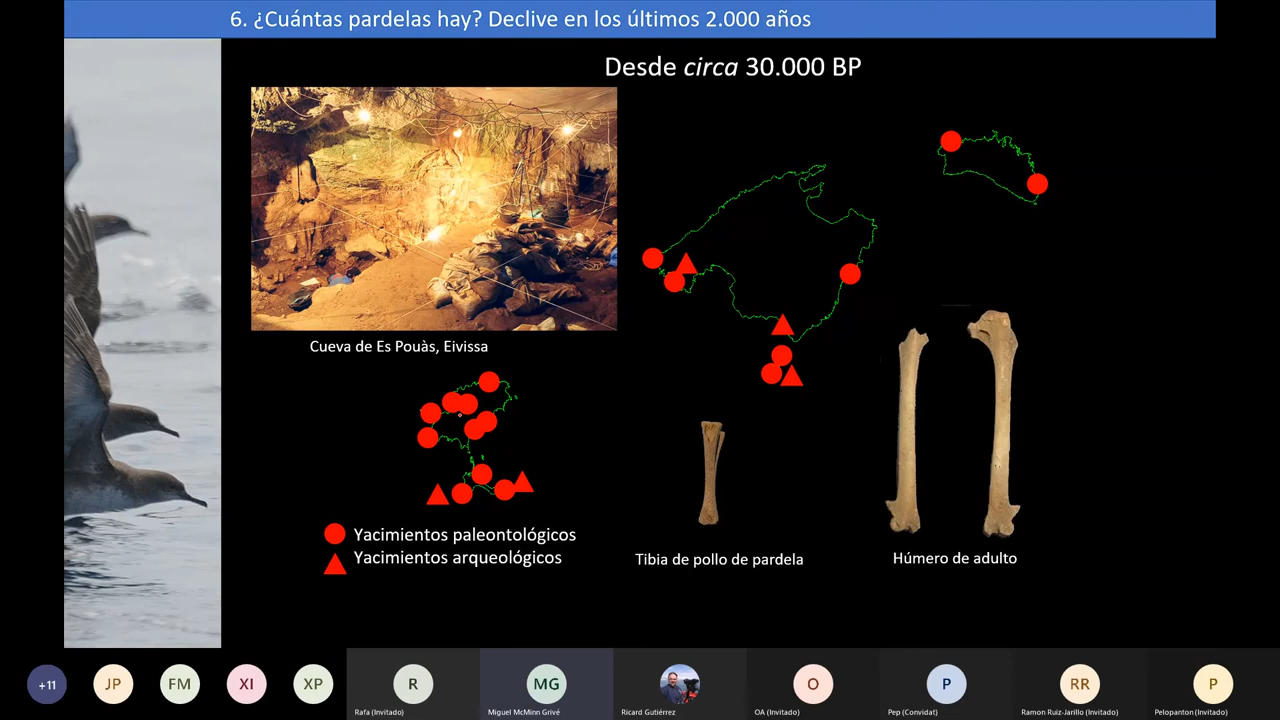 6. ¿Cuántas pardelas hay? Declive en los últimos 2.000 años
Desde circa 30.000 BP
Cueva de Es Pouàs, Eivissa
Yacimientos paleontológicos
Yacimientos arqueológicos
Tibia de pollo de pardela
Húmero de adulto
+11
JP
FM
XI
XP
R
MG
O
P
RR
P
Rafa (Invitado)
Miguel McMinn Grivé
Ricard Gutiérrez
OA (Invitado)
Pep (Convidat)
Ramon Ruiz-Jarillo (Invitado)
Pelopanton (Invitado)